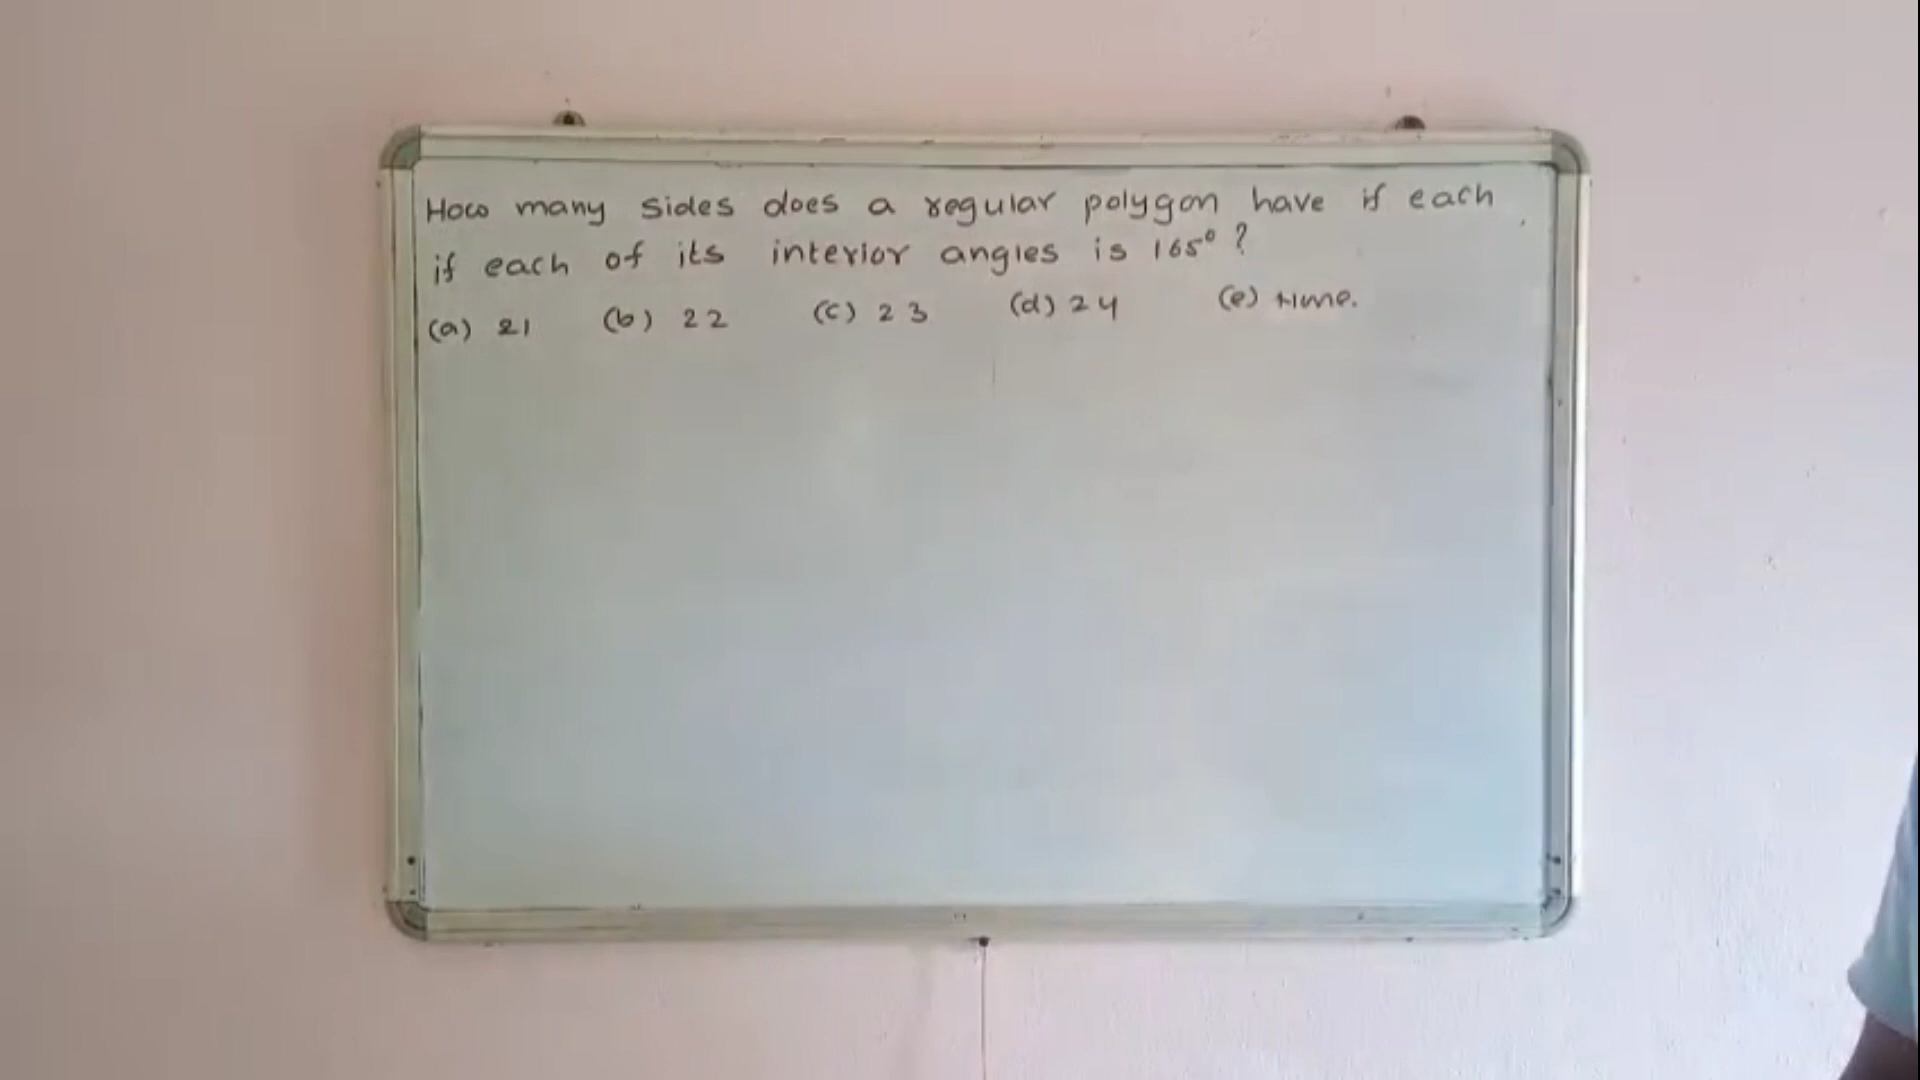 How many sides does a regular polygon have if each
if each of its interior angles is 165° ?
(a) 21 (b) 22 (c) 23 (d) 24 (e)